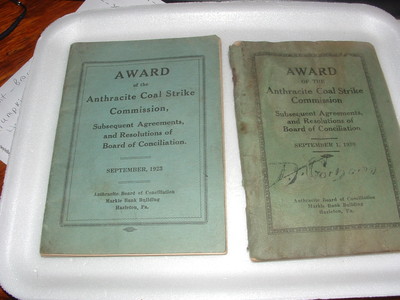 AWARD
of the
Anthracite Coal Strike
Commission,
Subsequent Agreements,
and Resolutions of
Board of Conciliation.
SEPTEMBER, 1923
Anthracite Board of Conciliation
Markle Bank Building
Hazleton, Pa.
AWARD
OF THE
Anthracite Coal Strike
Commission
Subsequent Agreements,
and Resolutions of
Board of Conciliation.
SEPTEMBER 1,
Anthracite Board of Conciliation
Markle Bank Building
Hazleton, Pa.